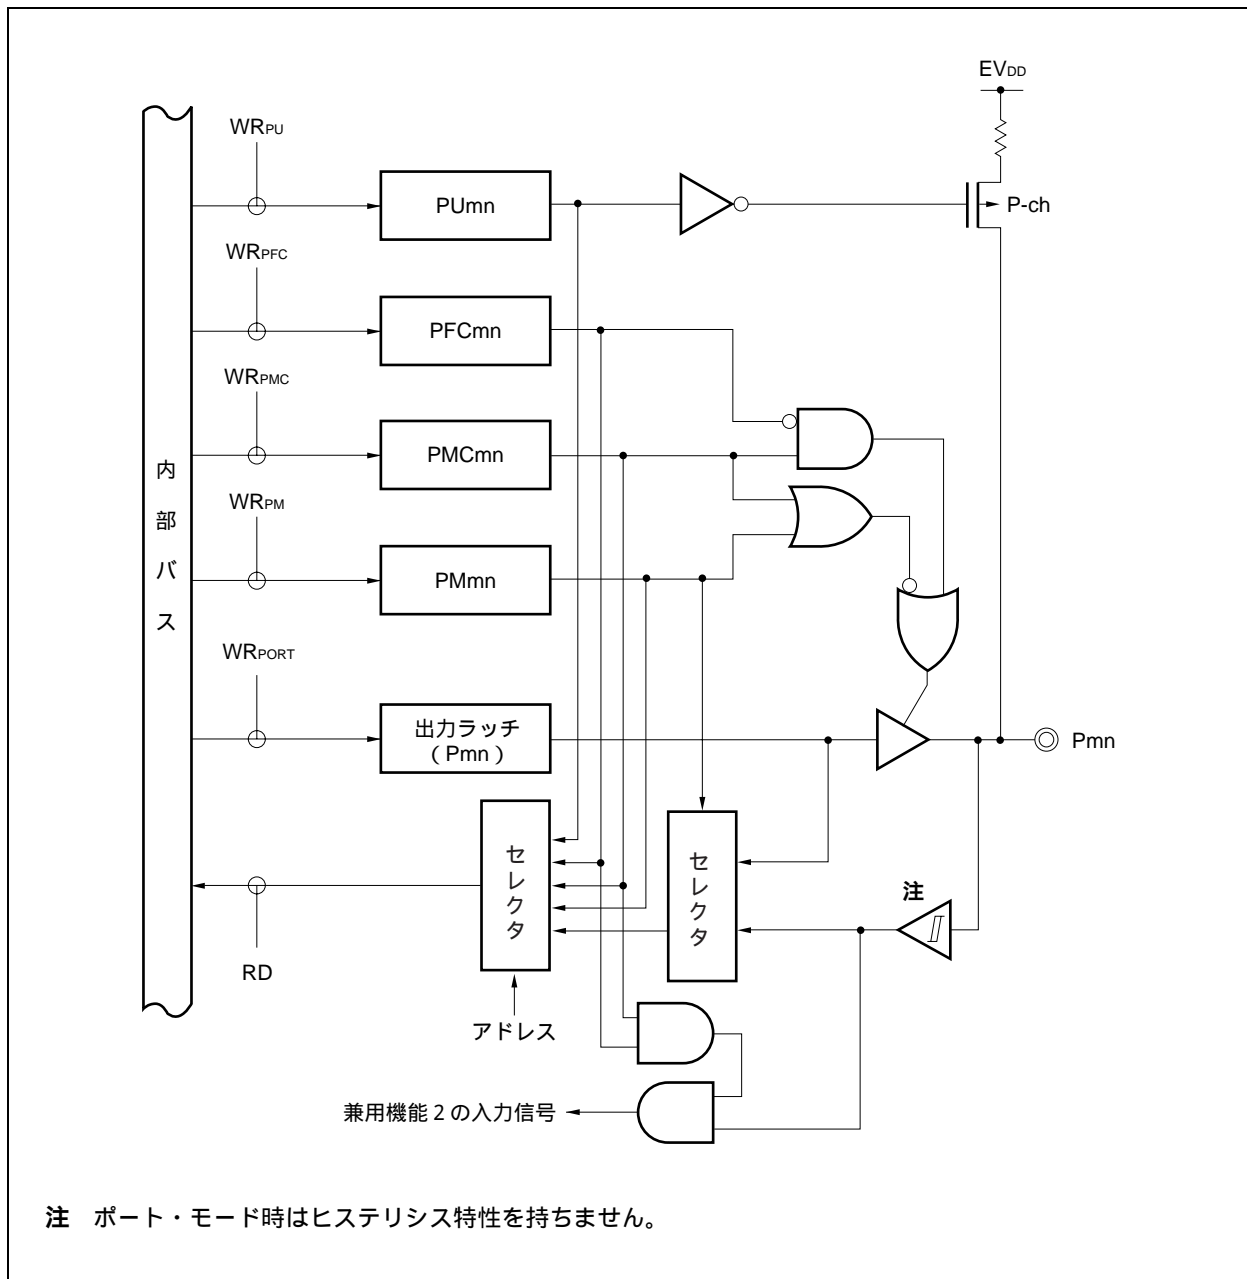 EVDD
WRPU
PUmn
P-ch
WRPFC
PFCmn
WRPMC
PMCmn
内部バス
WRPM
PMmn
WRPORT
出力ラッチ
（Pmn）
Pmn
セレクタ
セレクタ
注
RD
アドレス
兼用機能２の入力信号
注　ポート・モード時はヒステリシス特性を持ちません。